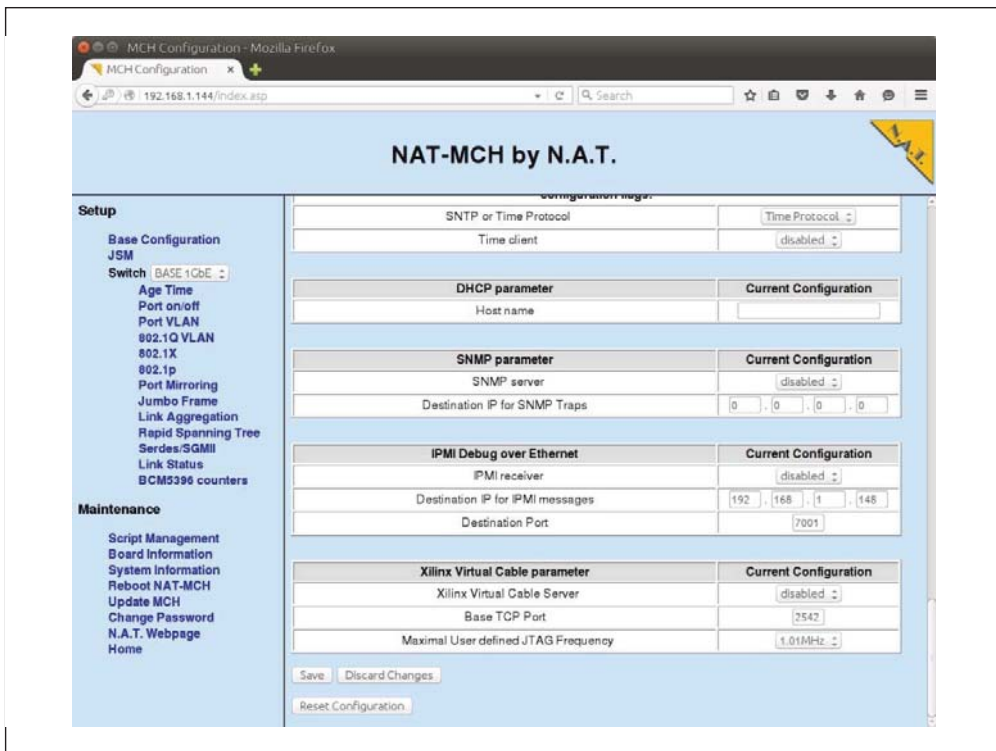 MCH Configuration - Mozilla Firefox
MCH Configuration ×
192.168.1.144/index.asp
Search
NAT-MCH by N.A.T.
N.A.T.
Setup
Base Configuration
JSM
Switch BASE 1GbE
Age Time
Port on/off
Port VLAN
802.1Q VLAN
802.1X
802.1p
Port Mirroring
Jumbo Frame
Link Aggregation
Rapid Spanning Tree
Serdes/SGMII
Link Status
BCM5396 counters
Maintenance
Script Management
Board Information
System Information
Reboot NAT-MCH
Update MCH
Change Password
N.A.T. Webpage
Home
configuration flags:
SNTP or Time Protocol Time Protocol
Time client disabled
DHCP parameter Current Configuration
Host name
SNMP parameter Current Configuration
SNMP server disabled
Destination IP for SNMP Traps 0 . 0 . 0 . 0
IPMI Debug over Ethernet Current Configuration
IPMI receiver disabled
Destination IP for IPMI messages 192 . 168 . 1 . 148
Destination Port 7001
Xilinx Virtual Cable parameter Current Configuration
Xilinx Virtual Cable Server disabled
Base TCP Port 2542
Maximal User defined JTAG Frequency 1.01MHz
Save Discard Changes
Reset Configuration